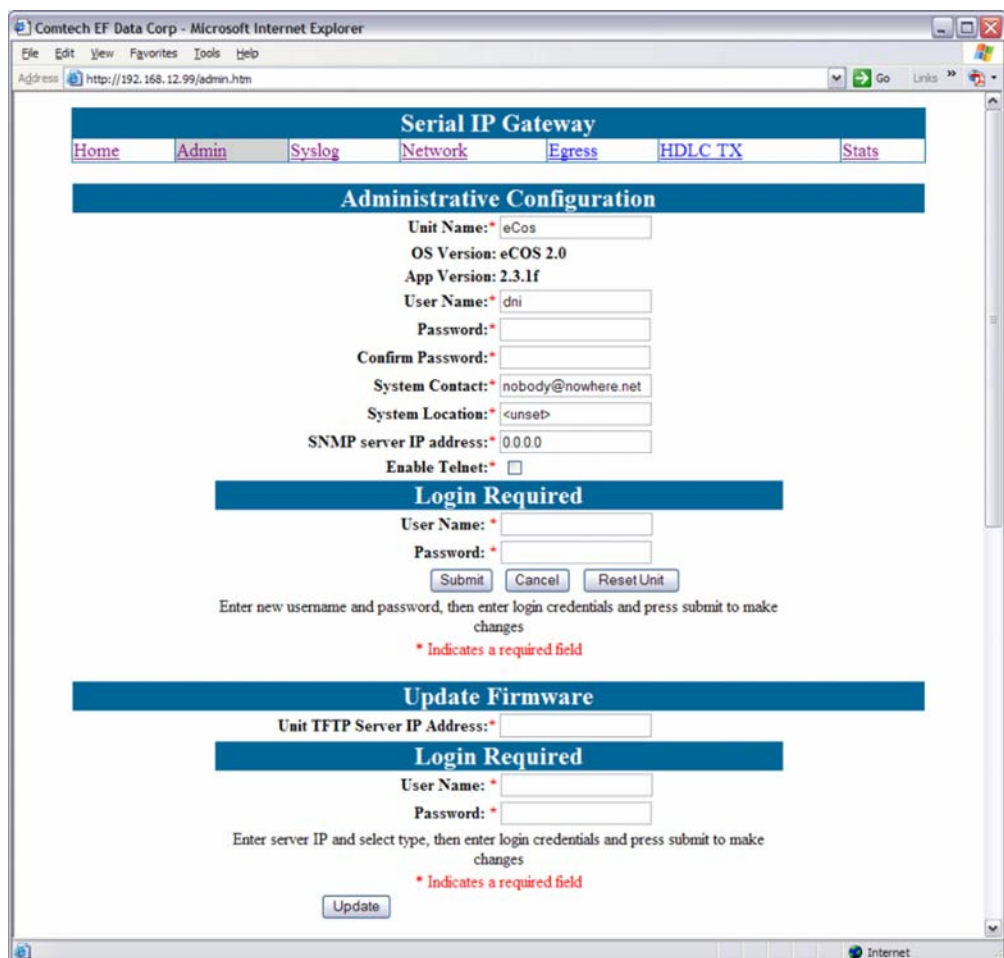 Comtech EF Data Corp - Microsoft Internet Explorer
File Edit View Favorites Tools Help
Address http://192.168.12.99/admin.htm Go Links »
Serial IP Gateway
Home Admin Syslog Network Egress HDLC TX Stats
Administrative Configuration
Unit Name:* eCos
OS Version: eCOS 2.0
App Version: 2.3.1f
User Name:* dni
Password:*
Confirm Password:*
System Contact:* nobody@nowhere.net
System Location:* <unset>
SNMP server IP address:* 0.0.0.0
Enable Telnet:*
Login Required
User Name: *
Password: *
Submit Cancel Reset Unit
Enter new username and password, then enter login credentials and press submit to make
changes
* Indicates a required field
Update Firmware
Unit TFTP Server IP Address:*
Login Required
User Name: *
Password: *
Enter server IP and select type, then enter login credentials and press submit to make
changes
* Indicates a required field
Update
Internet